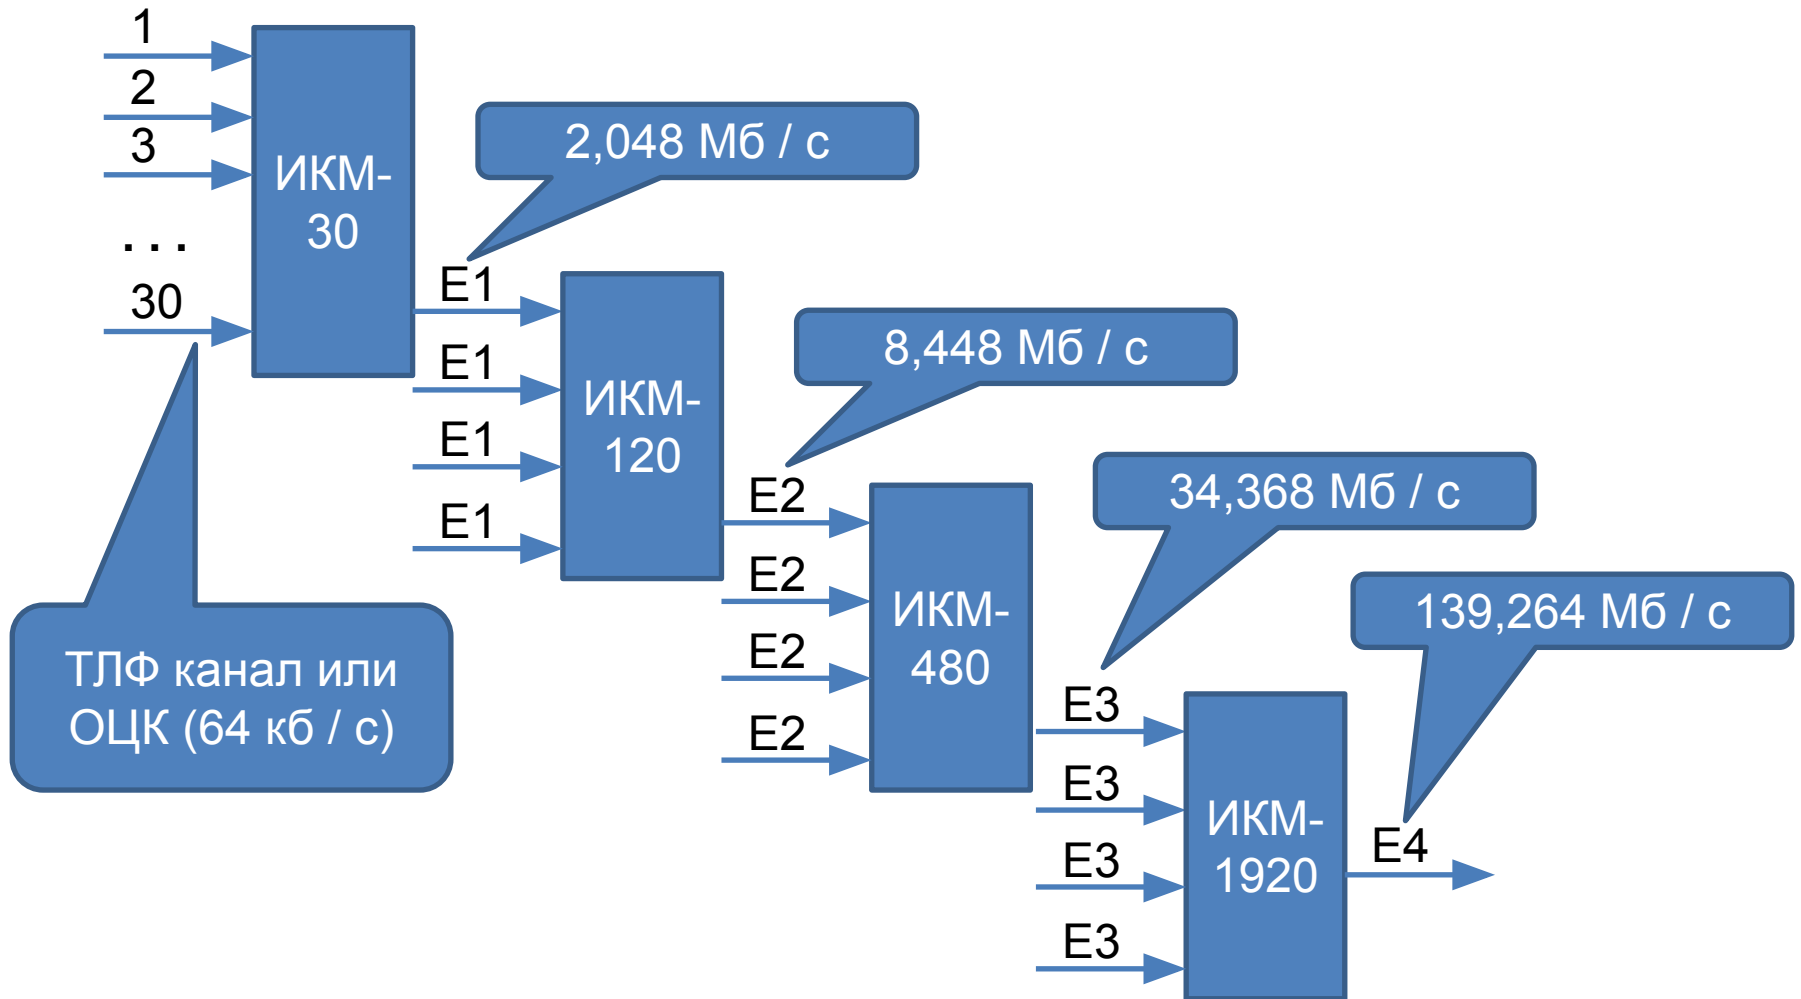 1
2
3
...
30
ИКМ-
30
2,048 Мб / с
E1
E1
E1
E1
ИКМ-
120
8,448 Мб / с
E2
E2
E2
E2
ИКМ-
480
34,368 Мб / с
E3
E3
E3
E3
ИКМ-
1920
139,264 Мб / с
E4
ТЛФ канал или
ОЦК (64 кб / с)